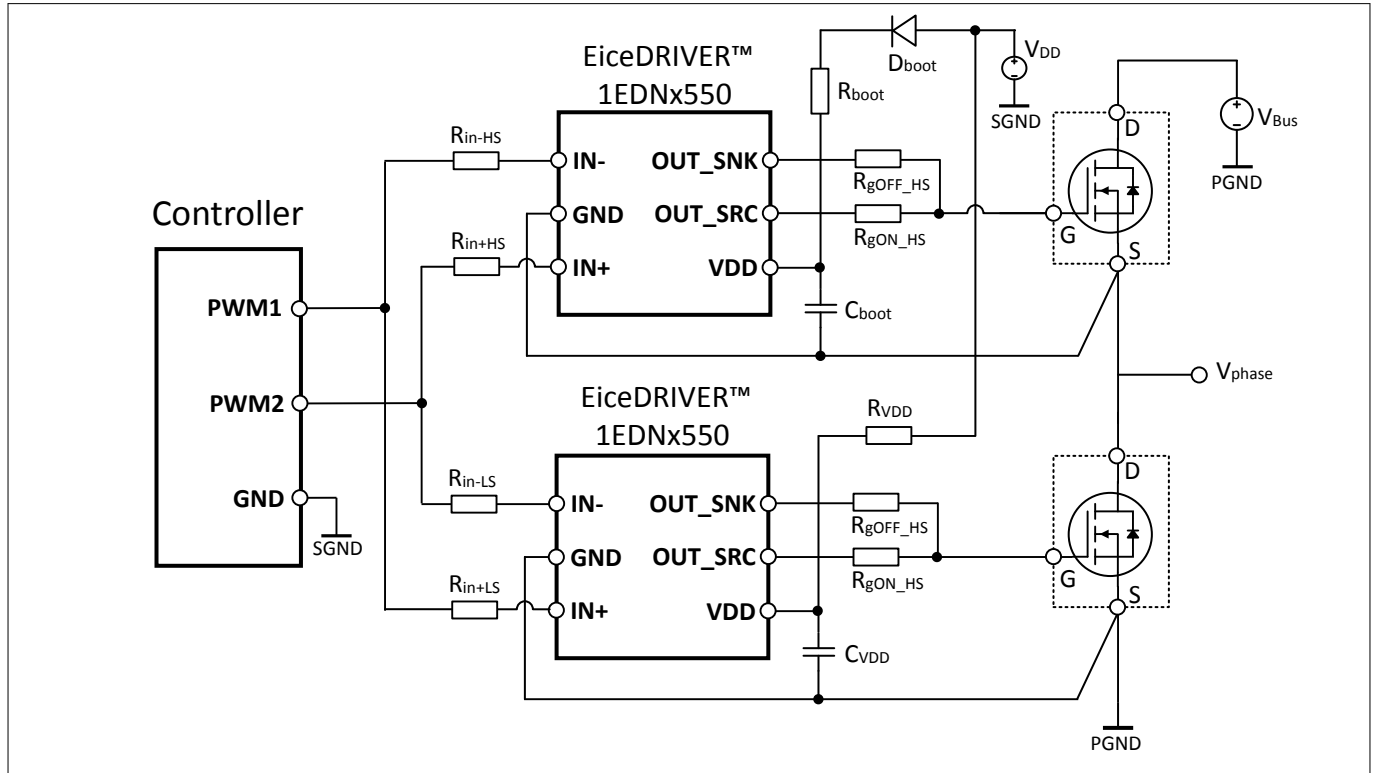 EiceDRIVER™
1EDNx550
Dboot
VDD
SGND
Rboot
D
VBus
PGND
Rin-HS
IN-
OUT_SNK
RgOFF_HS
Controller
GND
OUT_SRC
RgON_HS
G
S
Rin+HS
IN+
VDD
Cboot
PWM1
Vphase
PWM2
EiceDRIVER™
1EDNx550
RVDD
D
Rin-LS
IN-
OUT_SNK
RgOFF_HS
GND
SGND
GND
OUT_SRC
RgON_HS
G
S
Rin+LS
IN+
VDD
CVDD
PGND